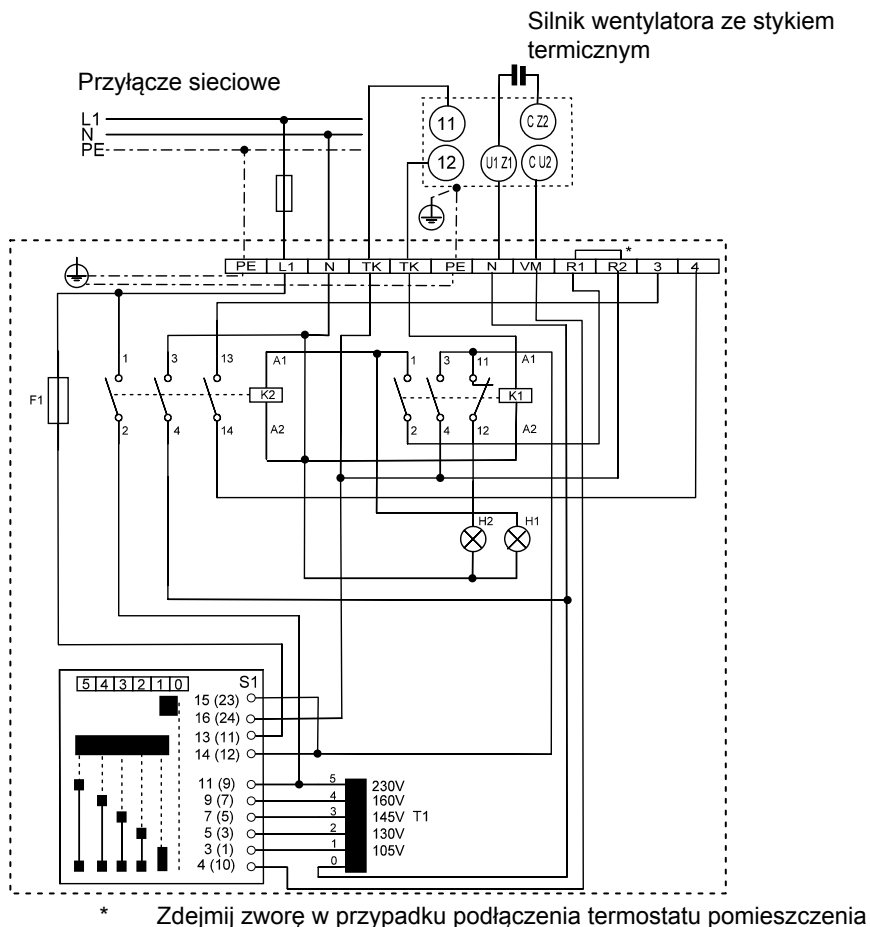 Silnik wentylatora ze stykiem
termicznym
Przyłącze sieciowe
L1
N
PE
11
C Z2
12
U1 Z1
C U2
*
PE L1 N TK TK PE N VM R1 R2 3 4
1 3 13 A1 1 3 11 A1
F1 K2 K1
2 4 14 A2 2 4 12 A2
H2 H1
5 4 3 2 1 0 S1
15 (23)
16 (24)
13 (11)
14 (12)
11 (9) 5 230V
9 (7) 4 160V
7 (5) 3 145V T1
5 (3) 2 130V
3 (1) 1 105V
4 (10) 0
* Zdejmij zworę w przypadku podłączenia termostatu pomieszczenia